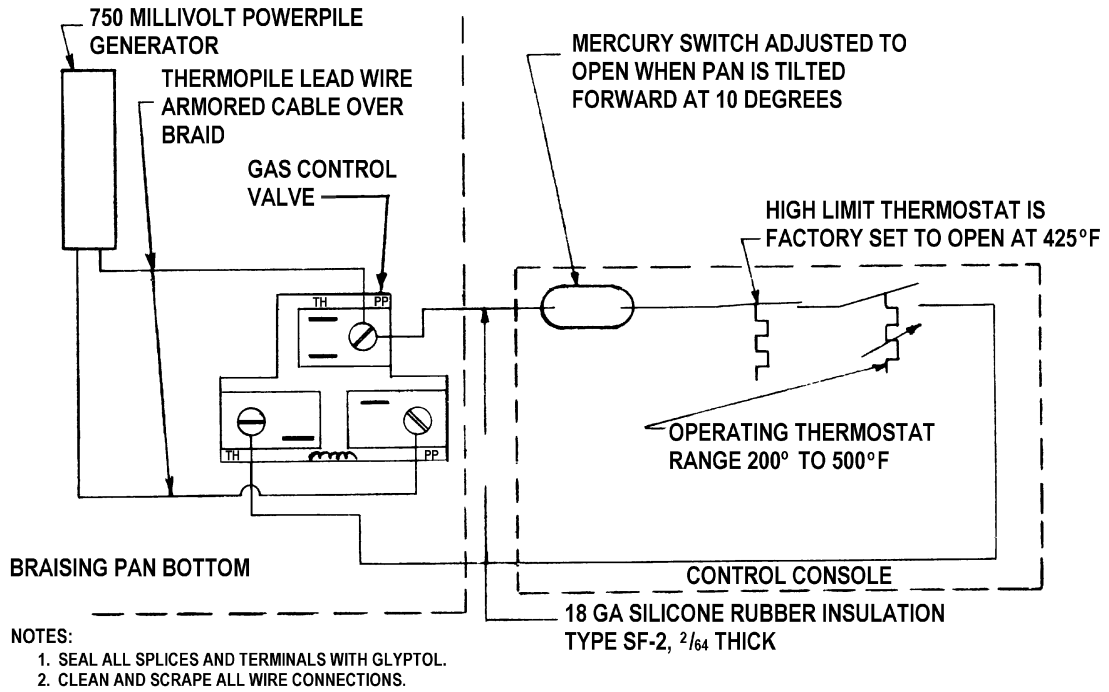 750 MILLIVOLT POWERPILE
GENERATOR
THERMOPILE LEAD WIRE
ARMORED CABLE OVER
BRAID
GAS CONTROL
VALVE
MERCURY SWITCH ADJUSTED TO
OPEN WHEN PAN IS TILTED
FORWARD AT 10 DEGREES
HIGH LIMIT THERMOSTAT IS
FACTORY SET TO OPEN AT 425°F
TH PP
OPERATING THERMOSTAT
RANGE 200° TO 500°F
TH PP
BRAISING PAN BOTTOM
CONTROL CONSOLE
18 GA SILICONE RUBBER INSULATION
TYPE SF-2, 2/64 THICK
NOTES:
1. SEAL ALL SPLICES AND TERMINALS WITH GLYPTOL.
2. CLEAN AND SCRAPE ALL WIRE CONNECTIONS.